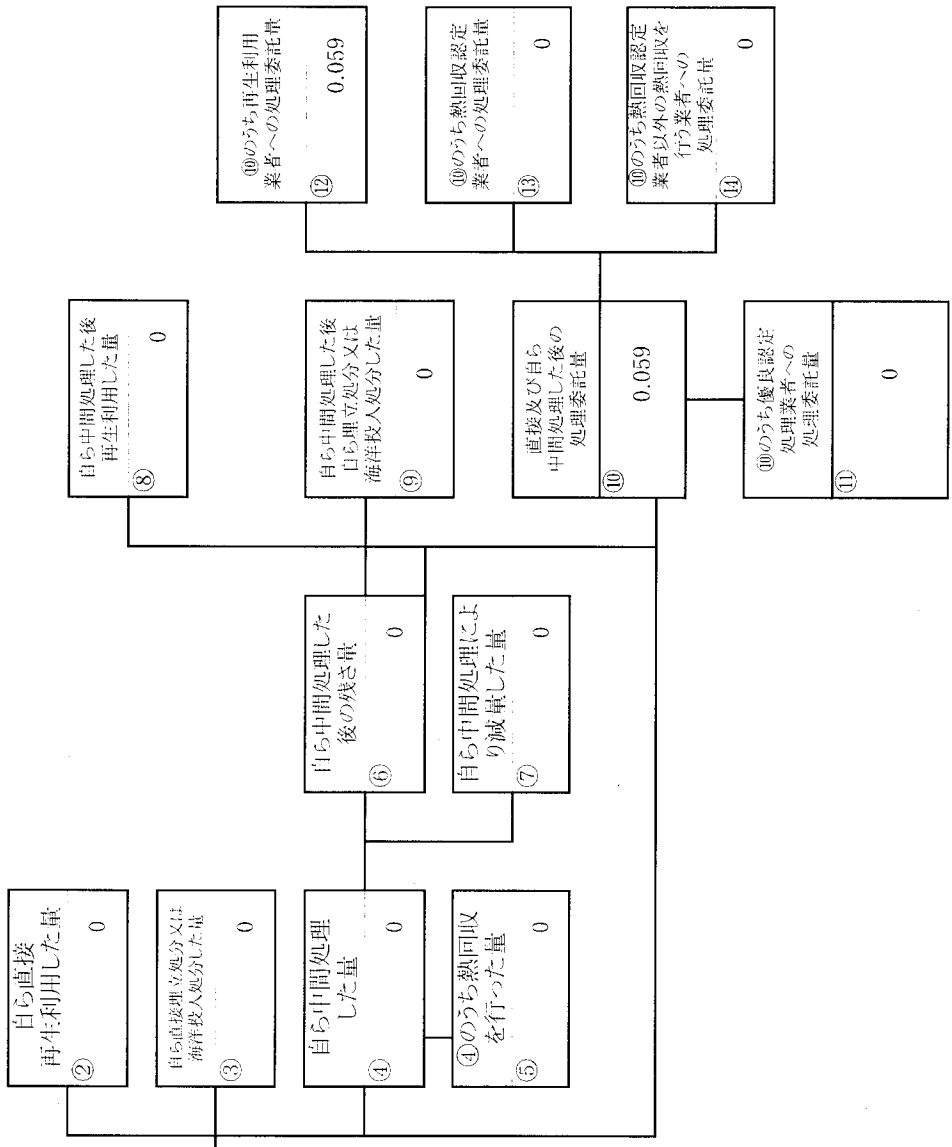 自ら直接
再生利用した量
②
0
自ら直接埋立処分又は
海洋投入処分した量
③
0
自ら中間処理
した量
④
0
④のうち熱回収
を行った量
⑤
0
自ら中間処理した
後の残さ量
⑥
0
自ら中間処理によ
り減量した量
⑦
0
自ら中間処理した後
再生利用した量
⑧
0
自ら中間処理した後
自ら埋立処分又は
海洋投入処分した量
⑨
0
直接及び自ら
中間処理した後の
処理委託量
⑩
0.059
⑩のうち優良認定
処理業者への
処理委託量
⑪
0
⑩のうち再生利用
業者への処理委託量
⑫
0.059
⑩のうち熱回収認定
業者への処理委託量
⑬
0
⑩のうち熱回収認定
業者以外の熱回収を
行う業者への
処理委託量
⑭
0